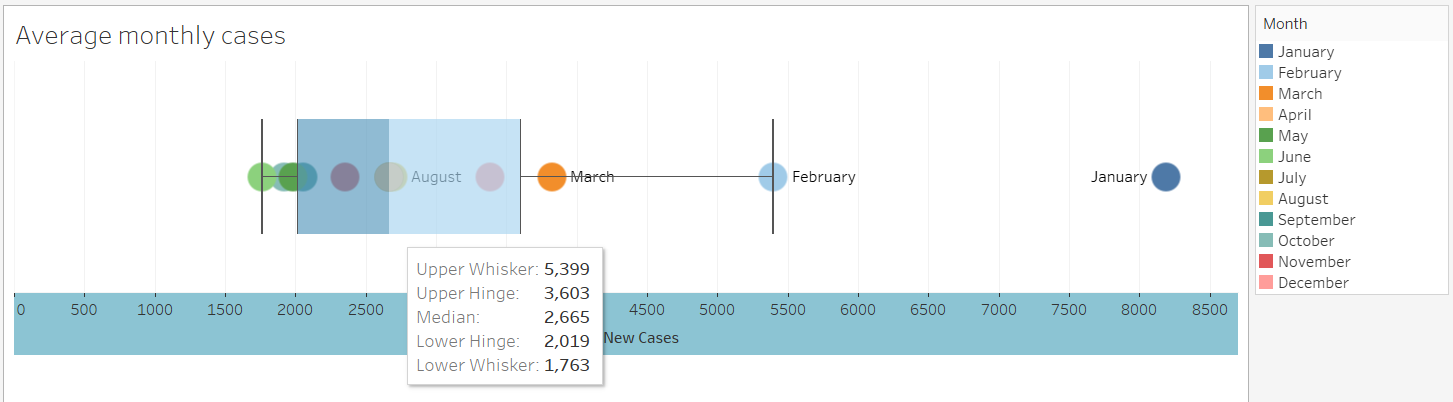 Average monthly cases
Month
January
February
March
April
May
June
July
August
September
October
November
December
August
March
February
January
Upper Whisker: 5,399
Upper Hinge: 3,603
Median: 2,665
Lower Hinge: 2,019
Lower Whisker: 1,763
0 500 1000 1500 2000 2500 4500 5000 5500 6000 6500 7000 7500 8000 8500
New Cases